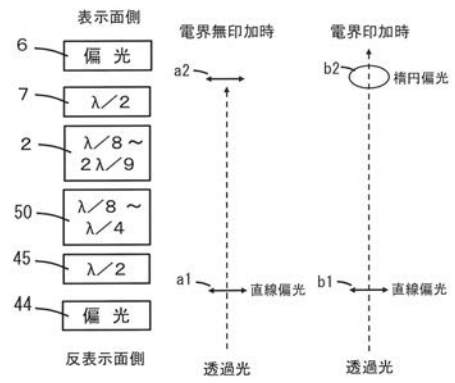 表示面側
6
偏 光
7
λ／2
2
λ／8 ～
2λ／9
50
λ／8 ～
λ／4
45
λ／2
44
偏 光
反表示面側
電界無印加時
a2
a1
直線偏光
透過光
電界印加時
b2
楕円偏光
b1
直線偏光
透過光